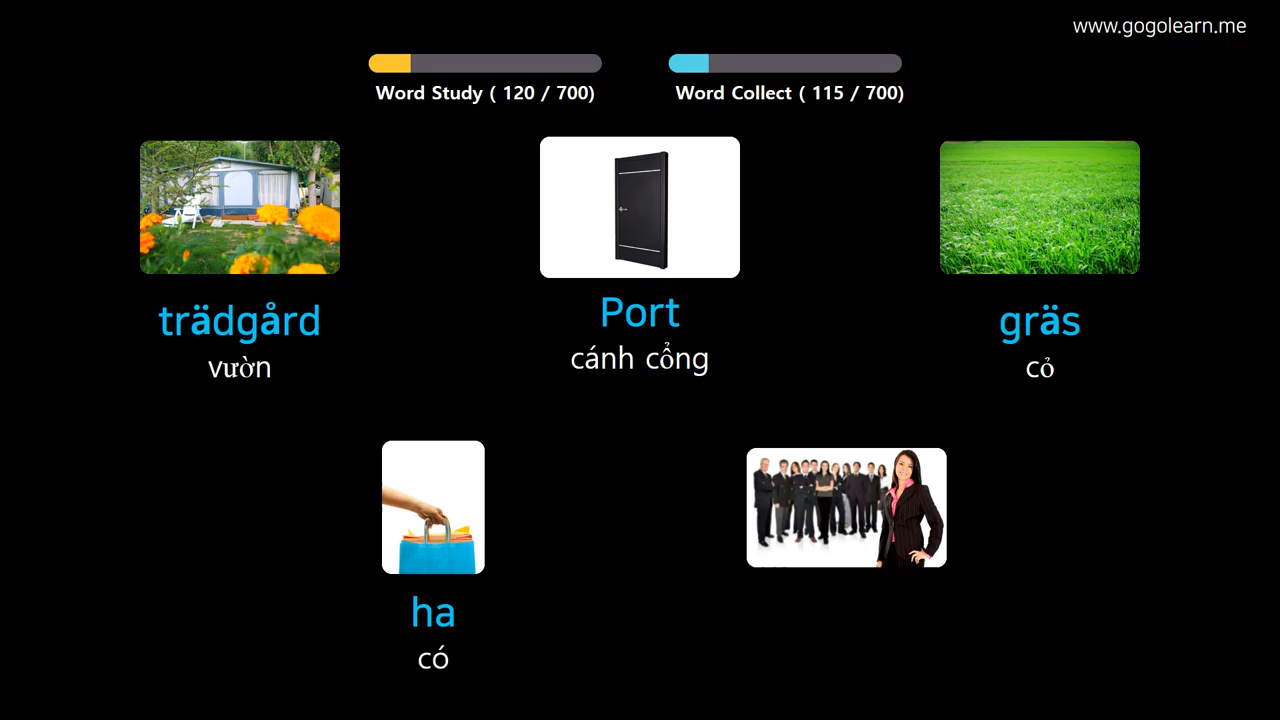 www.gogolearn.me
Word Study ( 120 / 700)
Word Collect ( 115 / 700)
trädgård
vườn
Port
cánh cổng
gräs
cỏ
ha
có